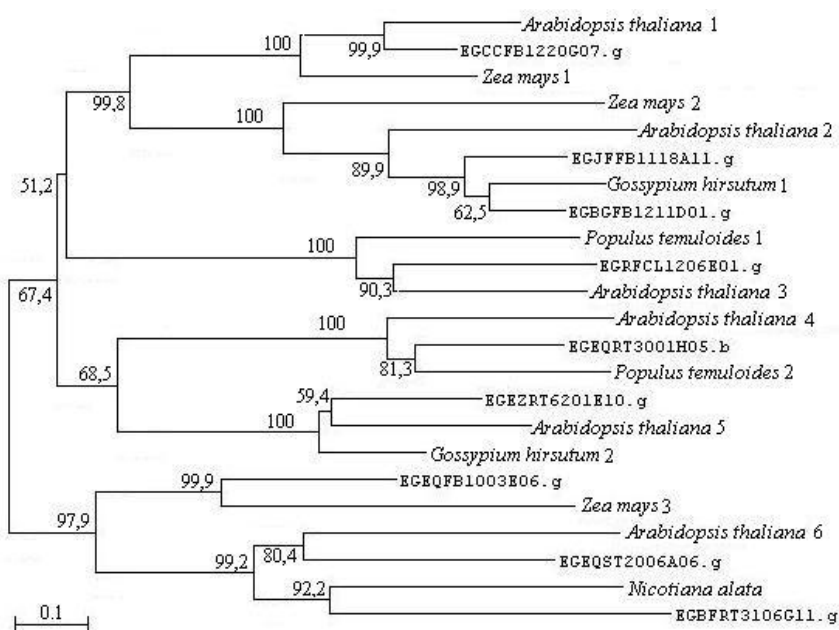 Arabidopsis thaliana 1
100
99,9
EGCCFB1220G07.g
Zea mays 1
99,8
Zea mays 2
100
Arabidopsis thaliana 2
EGJFFB1118A11.g
89,9
51,2
98,9
Gossypium hirsutum 1
62,5
EGBGFB1211D01.g
Populus temuloides 1
100
EGRFCL1206E01.g
90,3
67,4
Arabidopsis thaliana 3
Arabidopsis thaliana 4
100
EGEQRT3001H05.b
81,3
68,5
Populus temuloides 2
59,4
EGEZRT6201E10.g
100
Arabidopsis thaliana 5
Gossypium hirsutum 2
99,9
EGEQFB1003E06.g
Zea mays 3
97,9
Arabidopsis thaliana 6
80,4
99,2
EGEQST2006A06.g
92,2
Nicotiana alata
0.1
EGBFRT3106G11.g